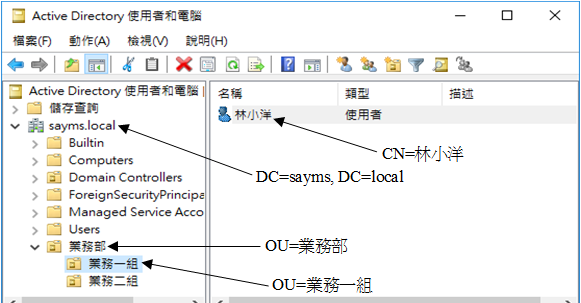 Active Directory 使用者和電腦
檔案(F) 動作(A) 檢視(V) 說明(H)
Active Directory 使用者和電腦
儲存查詢
sayms.local
Builtin
Computers
Domain Controllers
ForeignSecurityPrincipa
Managed Service Acco
Users
業務部
業務一組
業務二組
名稱 類型 描述
林小洋 使用者
CN=林小洋
DC=sayms, DC=local
OU=業務部
OU=業務一組